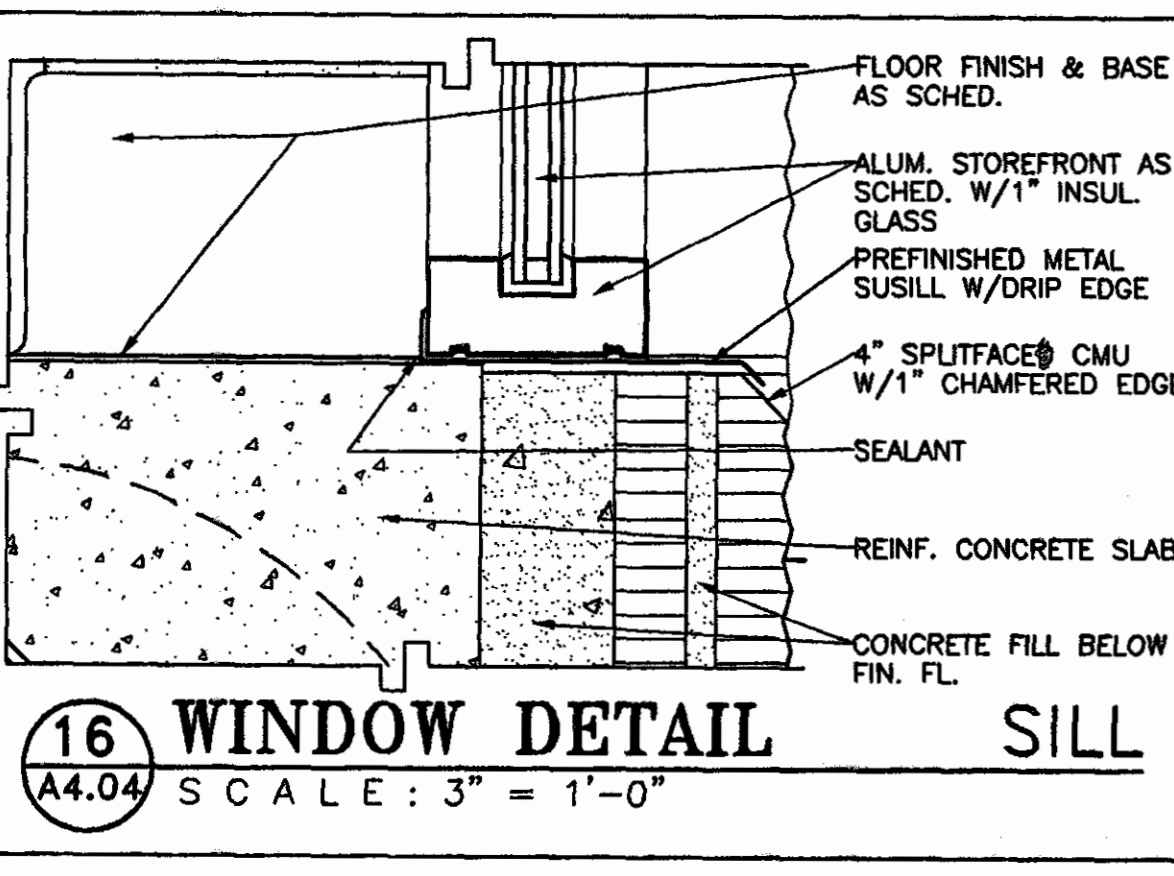 FLOOR FINISH & BASE
AS SCHED.
ALUM. STOREFRONT AS
SCHED. W/1" INSUL.
GLASS
PREFINISHED METAL
SUSILL W/DRIP EDGE
4" SPLITFACE CMU
W/1" CHAMFERED EDGE
SEALANT
REINF. CONCRETE SLAB
CONCRETE FILL BELOW
FIN. FL.
16
A4.04
WINDOW DETAIL
SILL
SCALE: 3" = 1'-0"